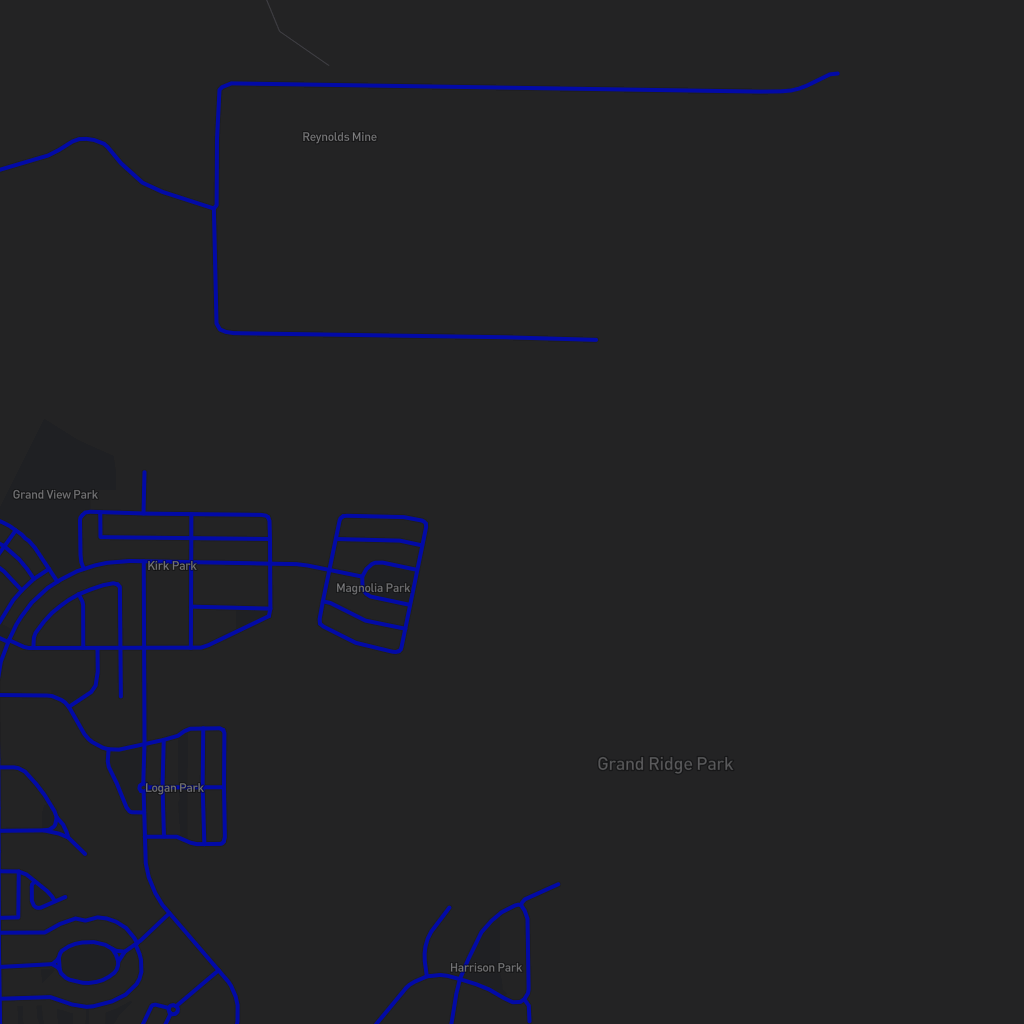 Reynolds Mine
Grand View Park
Kirk Park
Magnolia Park
Grand Ridge Park
Logan Park
Harrison Park